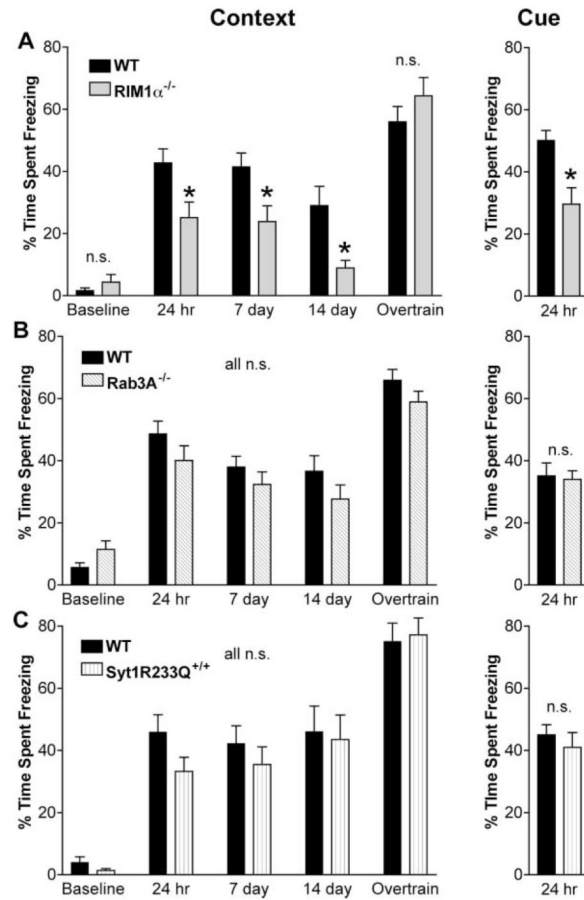 Context Cue
A
% Time Spent Freezing
80
60
40
20
0
WT
RIM1α-/-
n.s.
n.s.
*
*
*
Baseline 24 hr 7 day 14 day Overtrain
% Time Spent Freezing
80
60
40
20
0
*
24 hr
B
% Time Spent Freezing
80
60
40
20
0
WT
Rab3A-/-
all n.s.
Baseline 24 hr 7 day 14 day Overtrain
% Time Spent Freezing
80
60
40
20
0
n.s.
24 hr
C
% Time Spent Freezing
80
60
40
20
0
WT
Syt1R233Q+/+
all n.s.
Baseline 24 hr 7 day 14 day Overtrain
% Time Spent Freezing
80
60
40
20
0
n.s.
24 hr